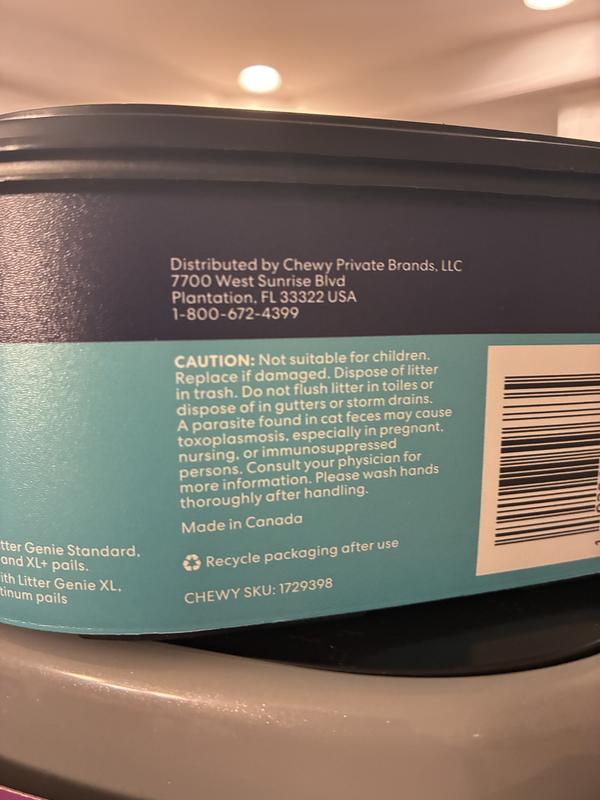 Distributed by Chewy Private Brands, LLC
7700 West Sunrise Blvd
Plantation, FL 33322 USA
1-800-672-4399
CAUTION: Not suitable for children.
Replace if damaged. Dispose of litter
in trash. Do not flush litter in toiles or
dispose of in gutters or storm drains.
A parasite found in cat feces may cause
toxoplasmosis, especially in pregnant,
nursing, or immunosuppressed
persons. Consult your physician for
more information. Please wash hands
thoroughly after handling.
Made in Canada
Recycle packaging after use
CHEWY SKU: 1729398
tter Genie Standard,
and XL+ pails.
ith Litter Genie XL,
tinum pails